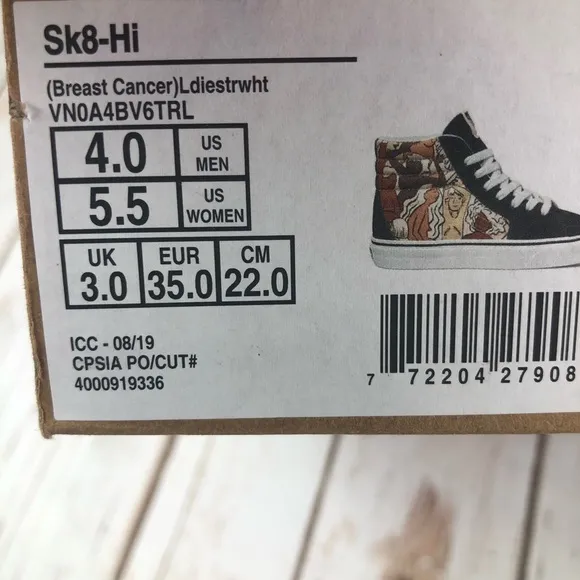 Sk8-Hi
(Breast Cancer)Ldiestrwht
VN0A4BV6TRL
4.0 US MEN
5.5 US WOMEN
UK EUR CM
3.0 35.0 22.0
ICC - 08/19
CPSIA PO/CUT#
4000919336
7 72204 27908